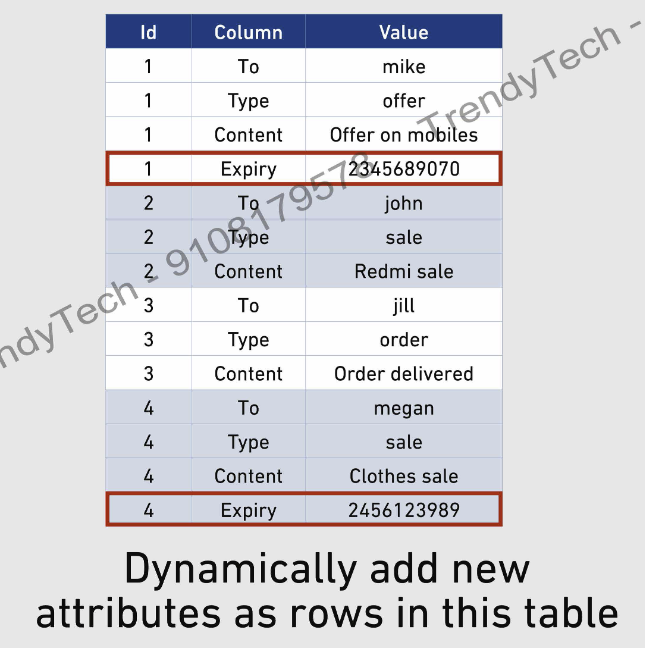 Id Column Value
1 To mike
1 Type offer
1 Content Offer on mobiles
1 Expiry 2345689070
2 To john
2 Type sale
2 Content Redmi sale
3 To jill
3 Type order
3 Content Order delivered
4 To megan
4 Type sale
4 Content Clothes sale
4 Expiry 2456123989
ndyTech - 9108179578 TrendyTech -
Dynamically add new
attributes as rows in this table